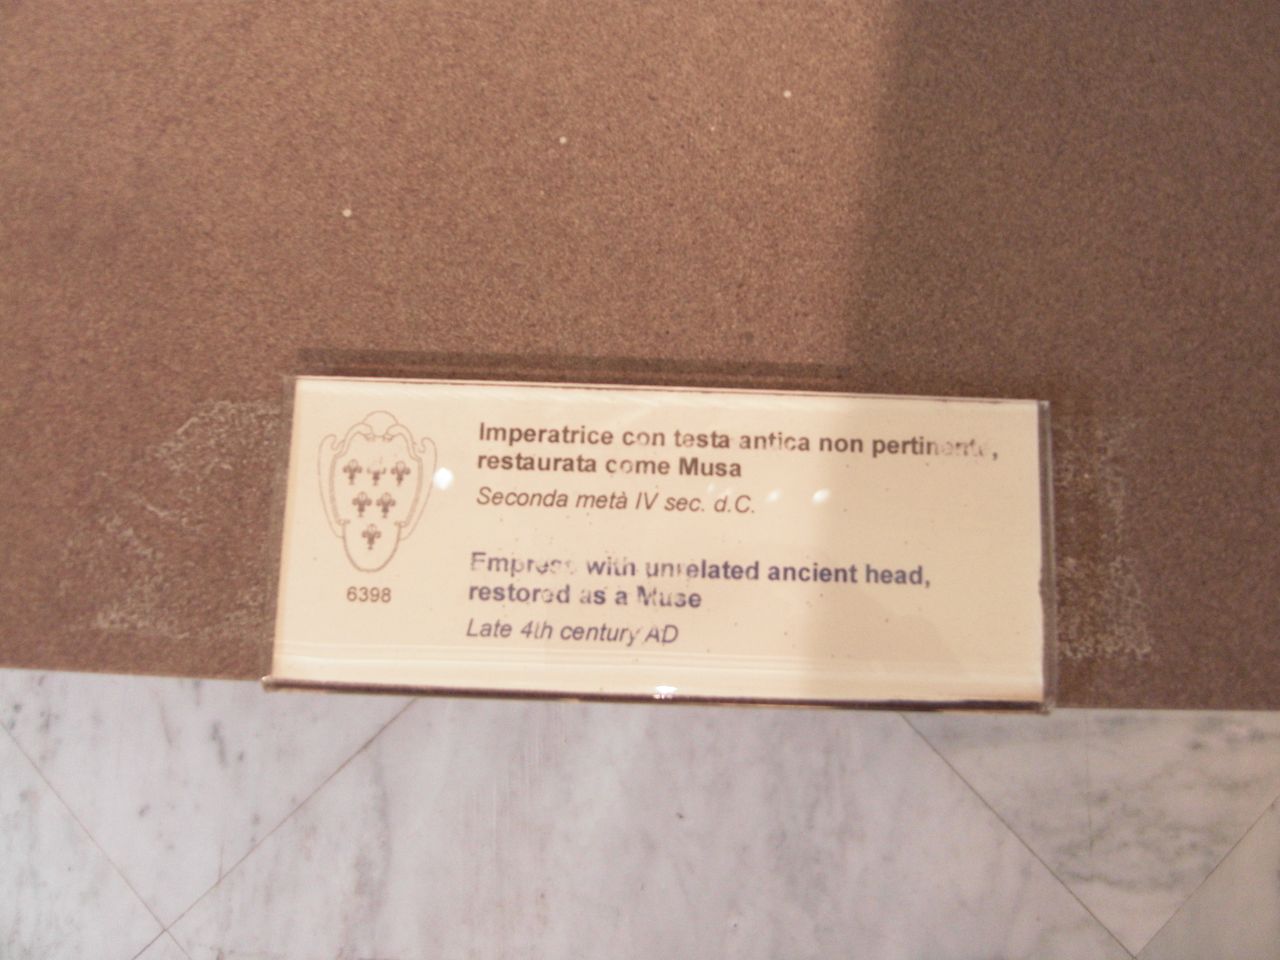 Imperatrice con testa antica non pertinente,
restaurata come Musa
Seconda metà IV sec. d.C.
Empress with unrelated ancient head,
restored as a Muse
Late 4th century AD
6398